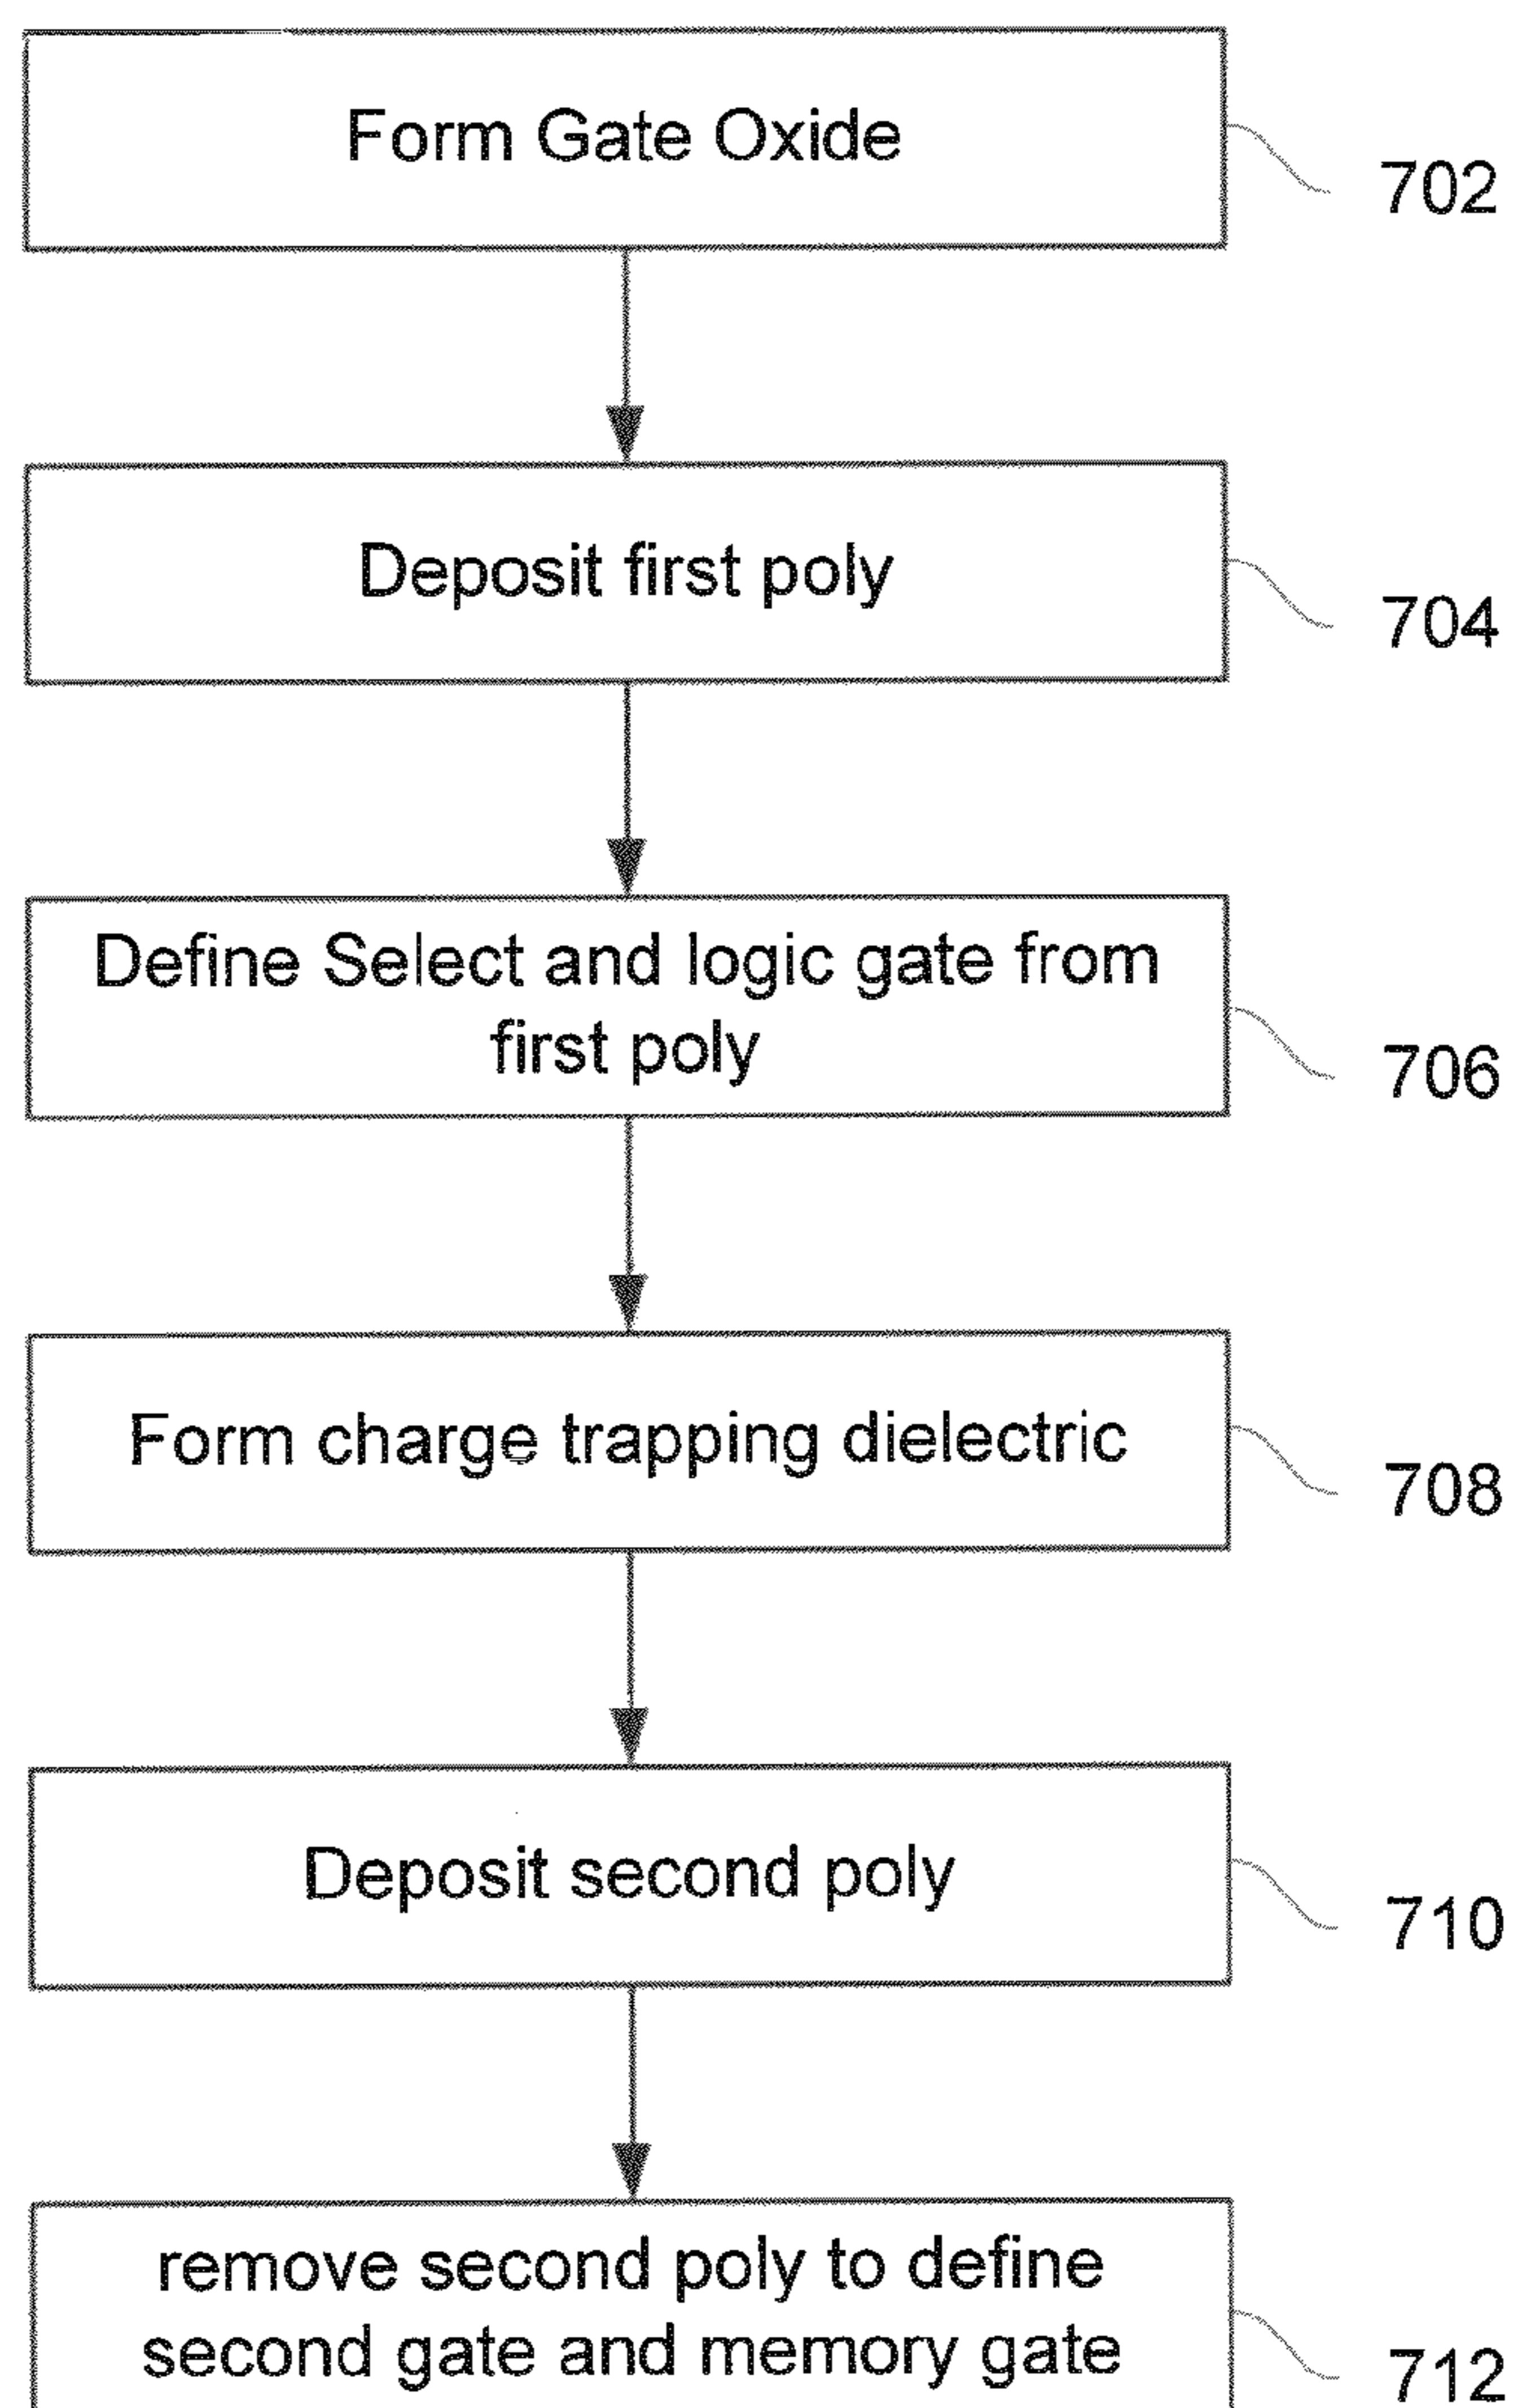 Form Gate Oxide
702
Deposit first poly
704
Define Select and logic gate from
first poly
706
Form charge trapping dielectric
708
Deposit second poly
710
remove second poly to define
second gate and memory gate
712